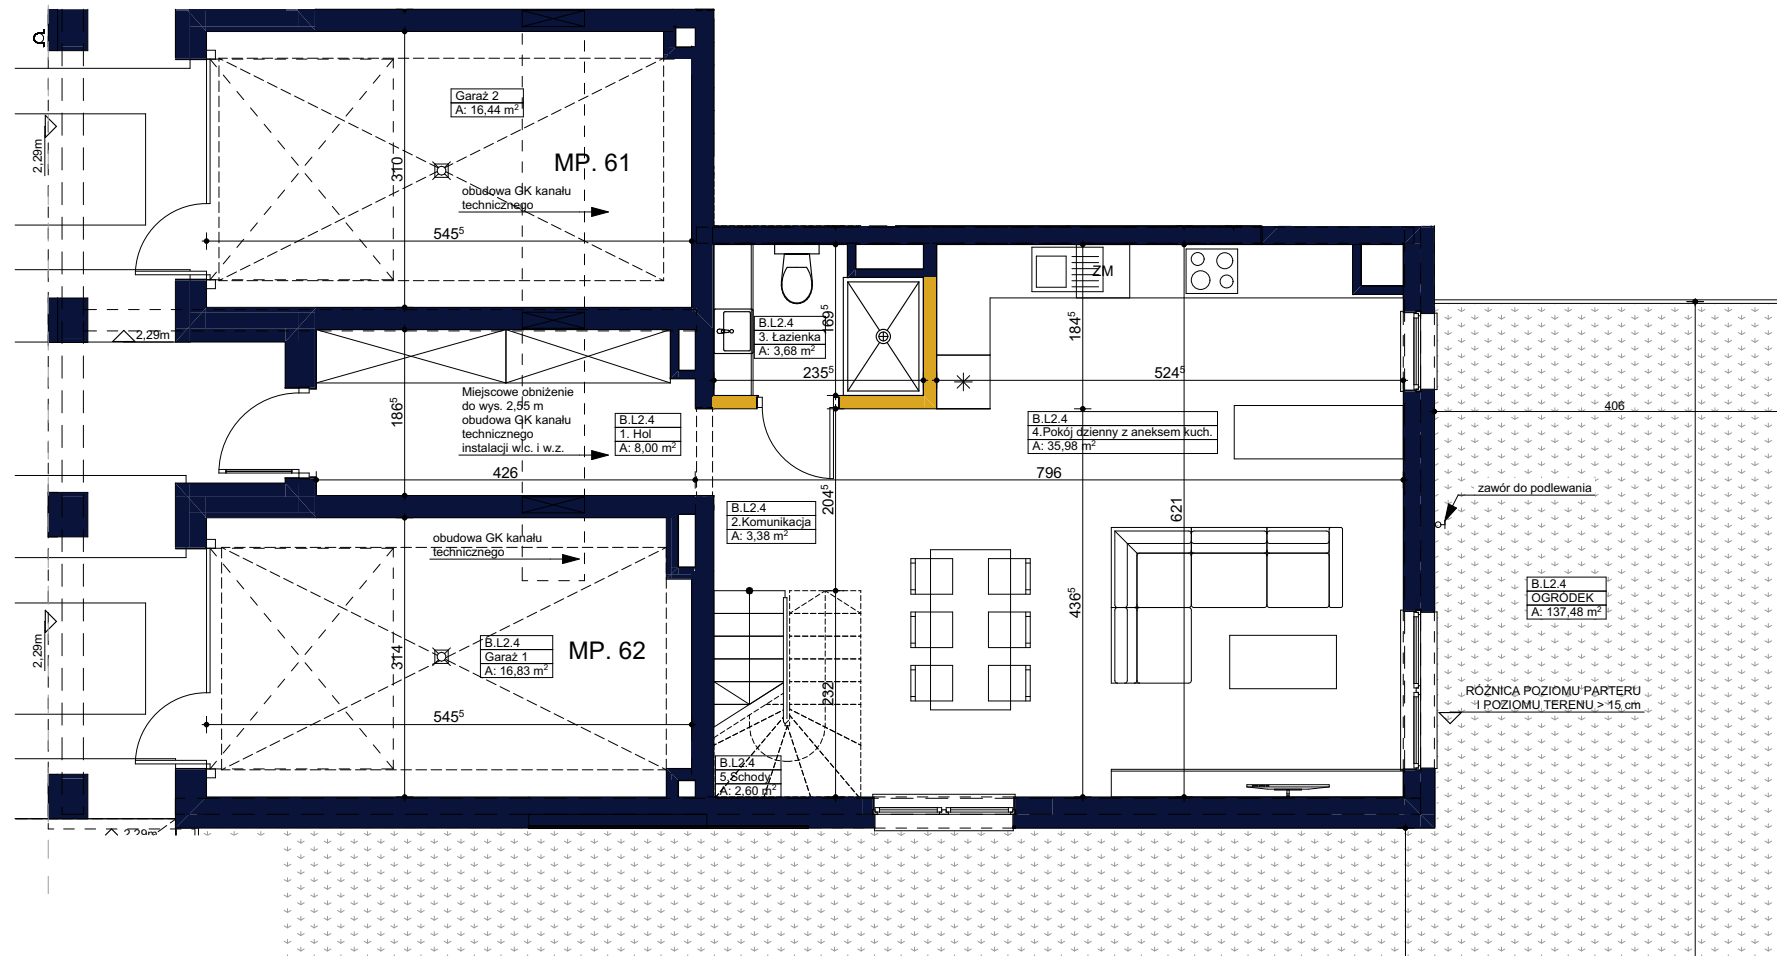 Garaż 2
A: 16,44 m²
MP. 61
310
obudowa GK kanału
technicznego
545⁵
2,29m
2,29m
ZM
B.L2.4
3. Łazienka
A: 3,68 m²
169⁵
184⁵
235⁵
524⁵
Miejscowe obniżenie
do wys. 2,55 m
obudowa GK kanału
technicznego
instalacji w.c. i w.z.
186⁵
B.L2.4
1. Hol
A: 8,00 m²
B.L2.4
4.Pokój dzienny z aneksem kuch.
A: 35,98 m²
406
426
796
204⁵
621
zawór do podlewania
B.L2.4
2.Komunikacja
A: 3,38 m²
obudowa GK kanału
technicznego
436⁵
B.L2.4
OGRÓDEK
A: 137,48 m²
2,29m
B.L2.4
Garaż 1
A: 16,83 m²
MP. 62
314
232
545⁵
RÓŻNICA POZIOMU PARTERU
I POZIOMU TERENU > 15 cm
B.L2.4
5.Schody
A: 2,60 m²
2,29m